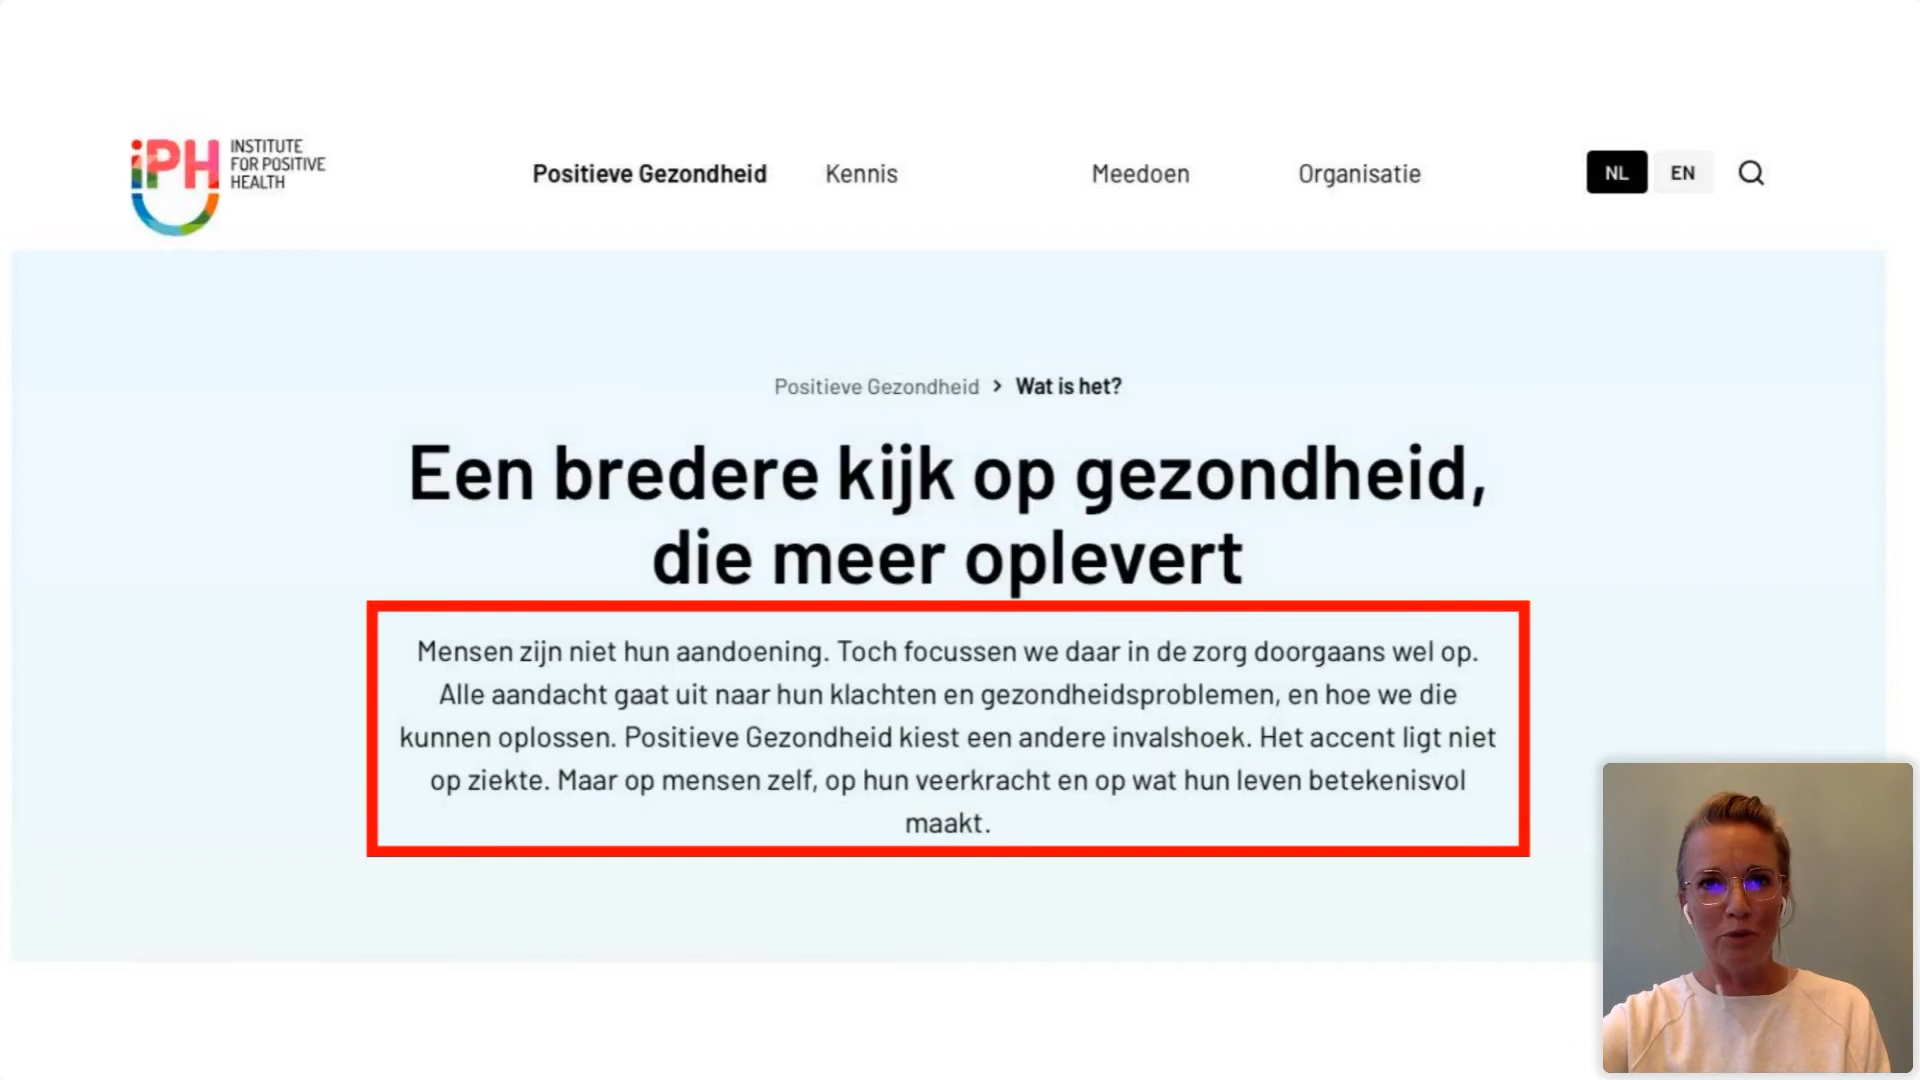 iPH
INSTITUTE
FOR POSITIVE
HEALTH
Positieve Gezondheid
Kennis
Meedoen
Organisatie
NL
EN
Positieve Gezondheid > Wat is het?
Een bredere kijk op gezondheid,
die meer oplevert
Mensen zijn niet hun aandoening. Toch focussen we daar in de zorg doorgaans wel op.
Alle aandacht gaat uit naar hun klachten en gezondheidsproblemen, en hoe we die
kunnen oplossen. Positieve Gezondheid kiest een andere invalshoek. Het accent ligt niet
op ziekte. Maar op mensen zelf, op hun veerkracht en op wat hun leven betekenisvol
maakt.